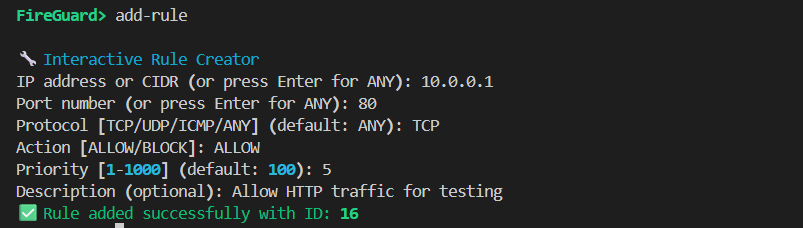 FireGuard> add-rule
🔧 Interactive Rule Creator
IP address or CIDR (or press Enter for ANY): 10.0.0.1
Port number (or press Enter for ANY): 80
Protocol [TCP/UDP/ICMP/ANY] (default: ANY): TCP
Action [ALLOW/BLOCK]: ALLOW
Priority [1-1000] (default: 100): 5
Description (optional): Allow HTTP traffic for testing
✅ Rule added successfully with ID: 16